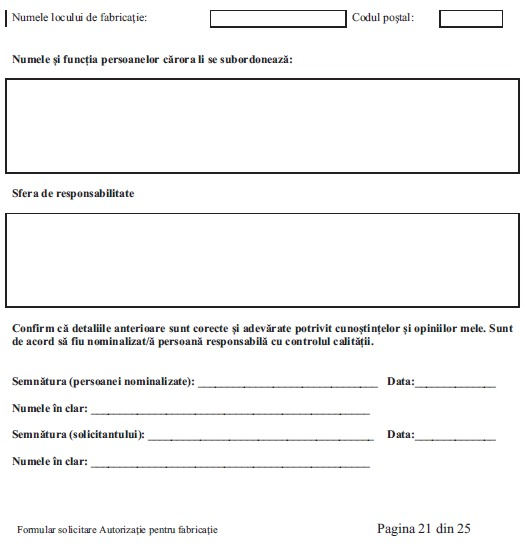 Numele locului de fabricație: Codul poștal:
Numele și funcția persoanelor cărora li se subordonează:
Sfera de responsabilitate
Confirm că detaliile anterioare sunt corecte și adevărate potrivit cunoștințelor și opiniilor mele. Sunt
de acord să fiu nominalizat/ă persoană responsabilă cu controlul calității.
Semnătura (persoanei nominalizate): ______________________________ Data:______________
Numele în clar: ______________________________________________
Semnătura (solicitantului): ______________________________________ Data:______________
Numele în clar: ______________________________________________
Formular solicitare Autorizație pentru fabricație Pagina 21 din 25